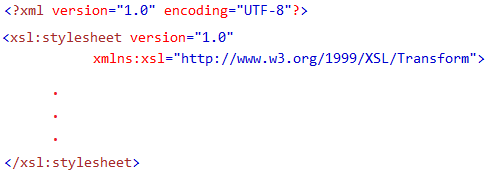 <?xml version="1.0" encoding="UTF-8"?>
<xsl:stylesheet version="1.0"
xmlns:xsl="http://www.w3.org/1999/XSL/Transform">
.
.
.
</xsl:stylesheet>